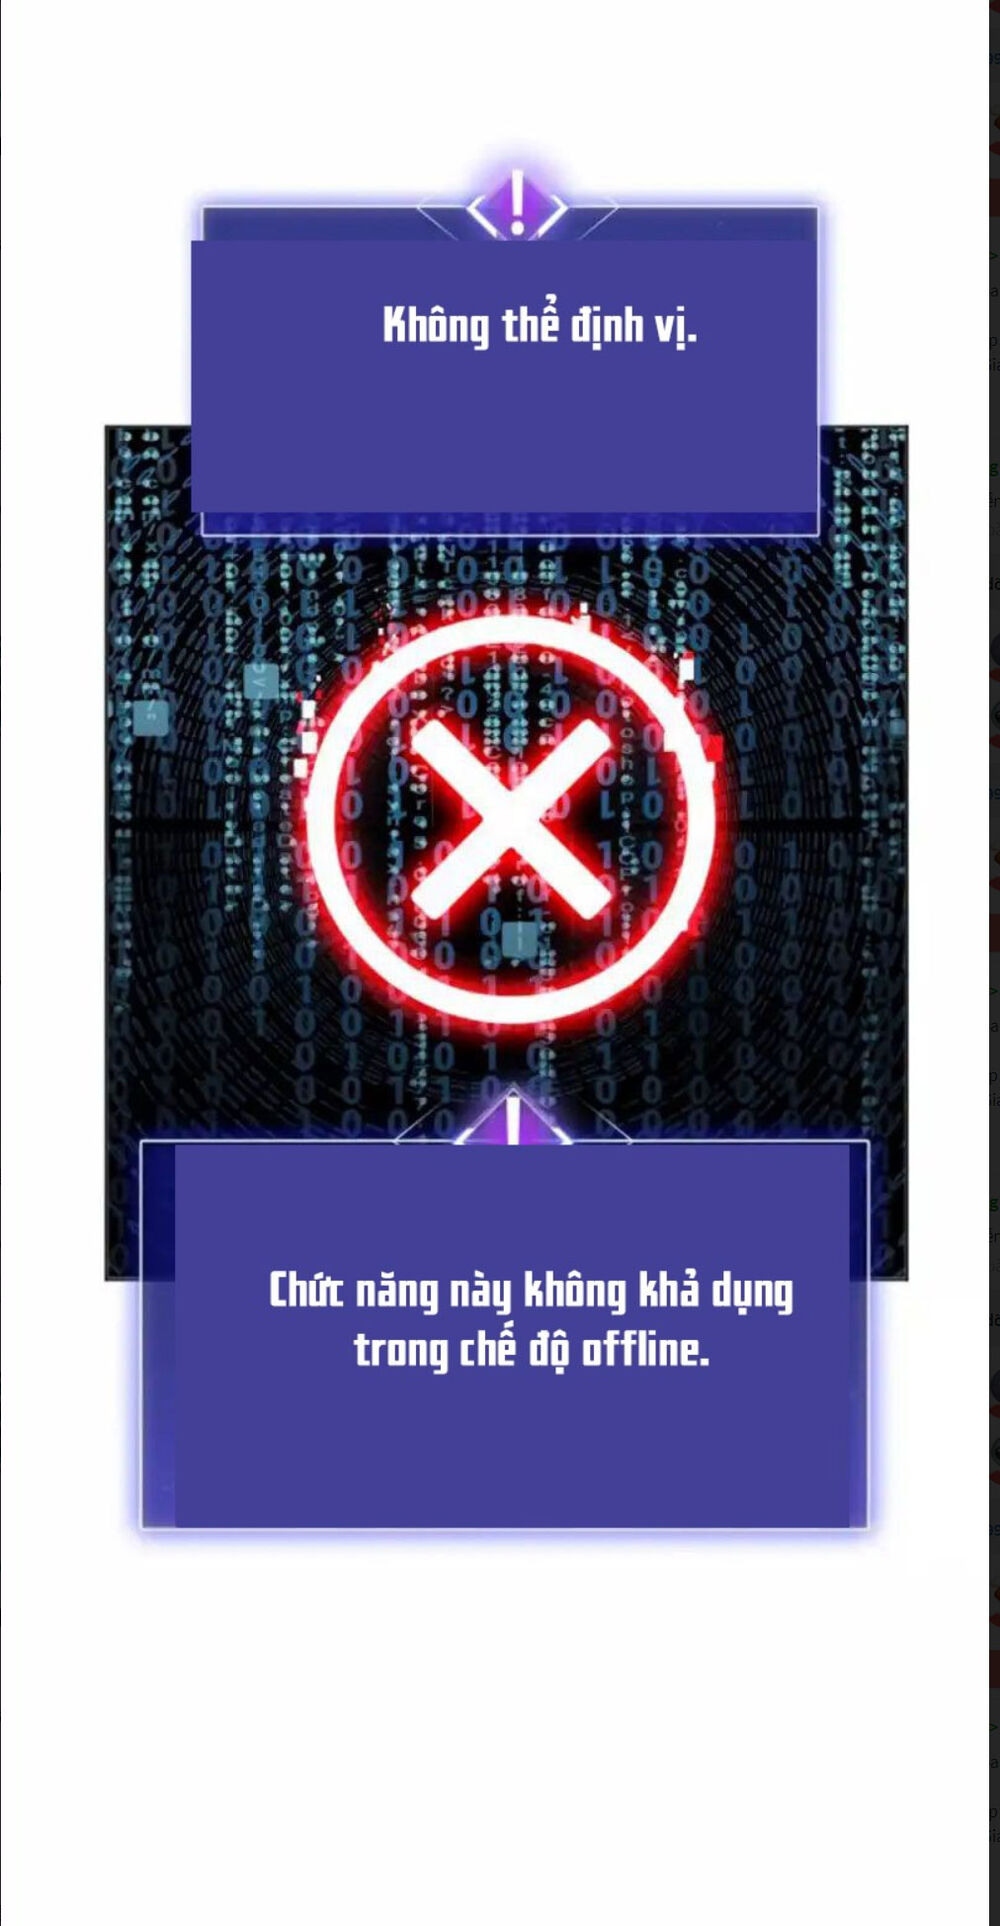 Không thể định vị.
Chức năng này không khả dụng
trong chế độ offline.